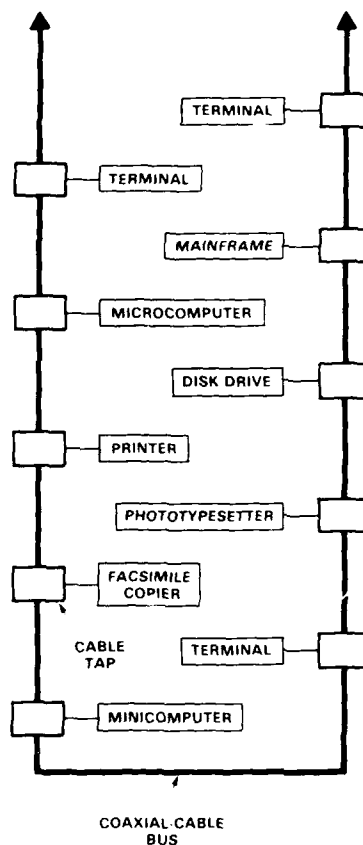 TERMINAL
TERMINAL
MAINFRAME
MICROCOMPUTER
DISK DRIVE
PRINTER
PHOTOTYPESETTER
FACSIMILE
COPIER
CABLE
TAP
TERMINAL
MINICOMPUTER
COAXIAL-CABLE
BUS